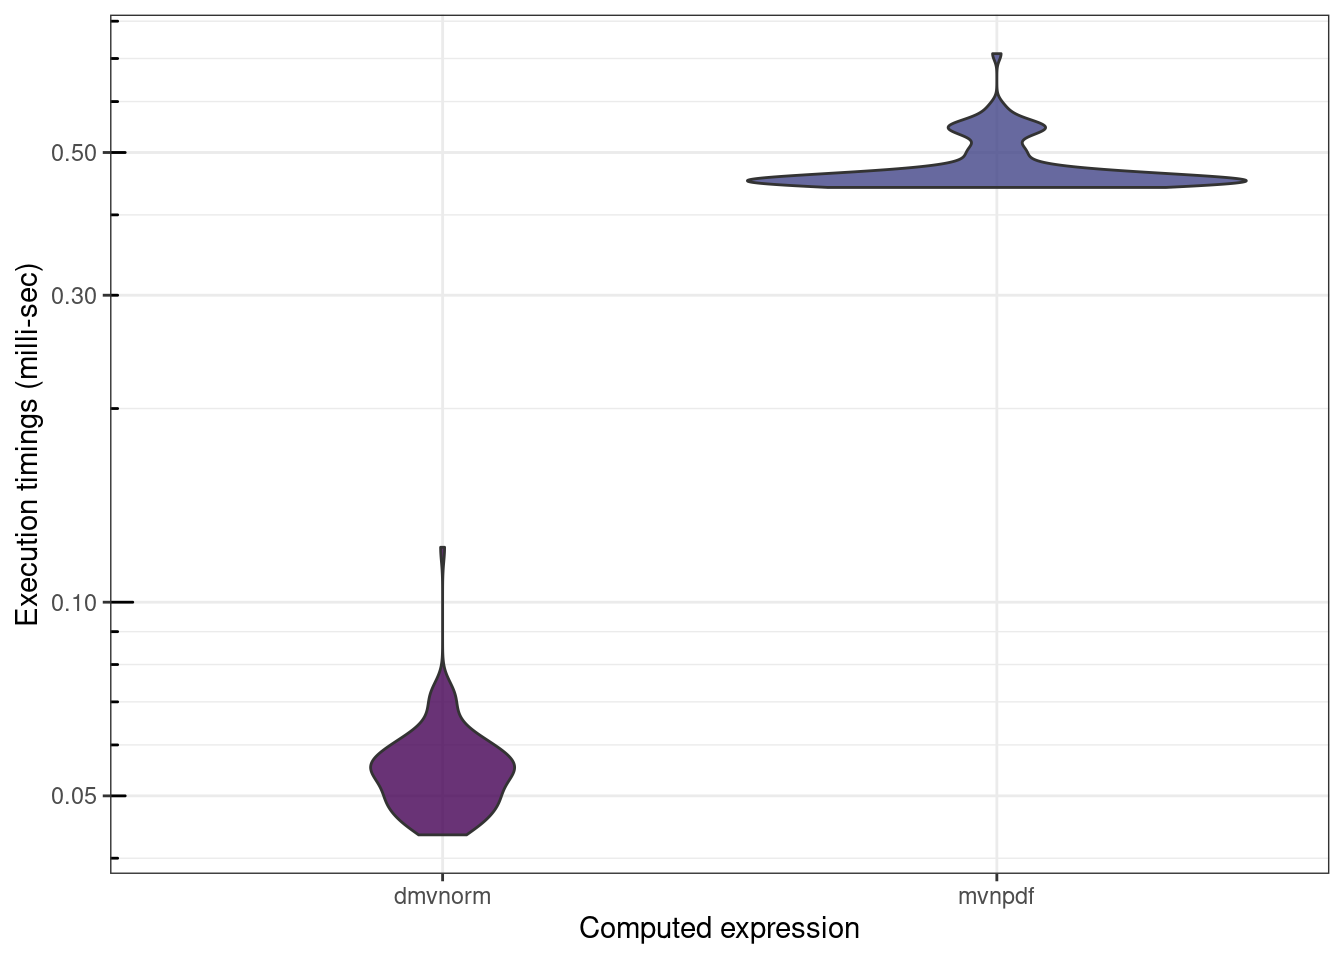 Execution timings (milli-sec)
0.50
0.30
0.10
0.05
dmvnorm
mvnpdf
Computed expression